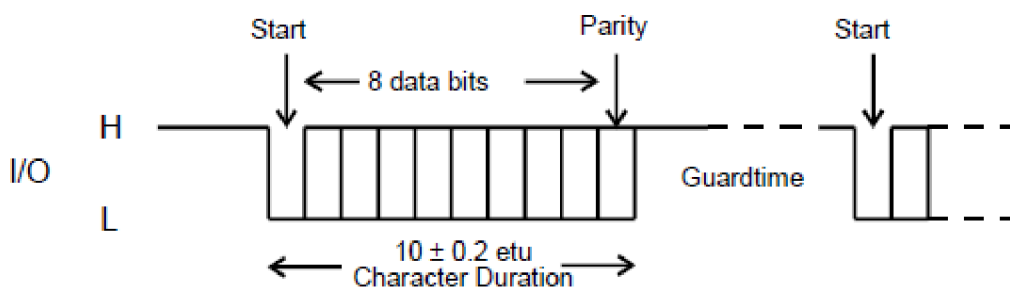 Start
Parity
Start
8 data bits
H
I/O
Guardtime
L
10 ± 0.2 etu
Character Duration